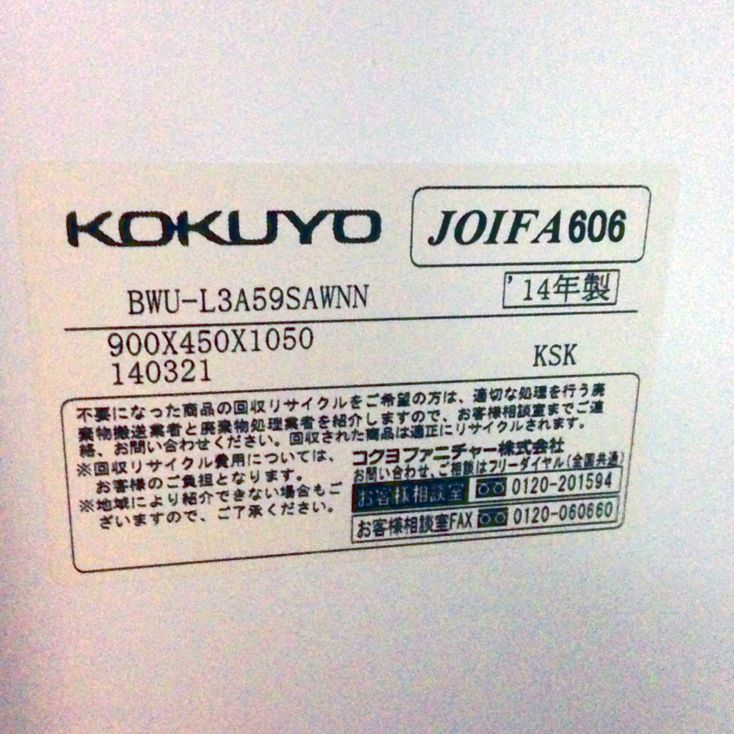 KOKUYO
JOIFA606
BWU-L3A59SAWNN
'14年製
900X450X1050
140321
KSK
不要になった商品の回収リサイクルをご希望の方は、適切な処理を行う廃
棄物搬送業者と廃棄物処理業者を紹介しますので、お客様相談室までご連
絡、お問い合わせください。回収された商品は適正にリサイクルされます。
※回収リサイクル費用については、
お客様のご負担となります。
※地域により紹介できない場合もご
ざいますので、ご了承ください。
コクヨファニチャー株式会社
お問い合わせ、ご相談はフリーダイヤル(全国共通)
お客様相談室 0120-201594
お客様相談室FAX 0120-060660